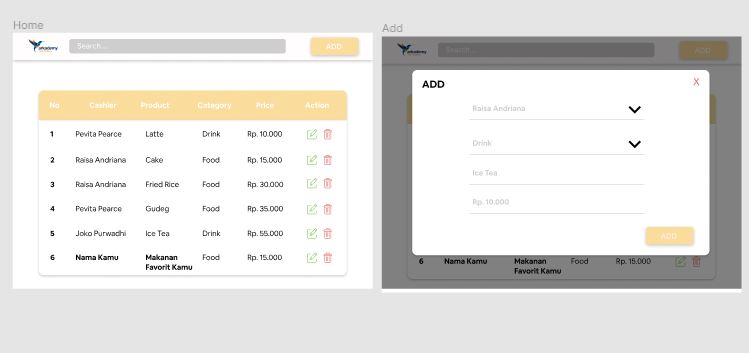 Home
arkademy
Search ...
ADD
No Cashier Product Category Price Action
1 Pevita Pearce Latte Drink Rp. 10.000
2 Raisa Andriana Cake Food Rp. 15.000
3 Raisa Andriana Fried Rice Food Rp. 30.000
4 Pevita Pearce Gudeg Food Rp. 35.000
5 Joko Purwadhi Ice Tea Drink Rp. 55.000
6 Nama Kamu Makanan Food Rp. 15.000
Favorit Kamu
Add
arkademy
Search ...
ADD
ADD X
Raisa Andriana
Drink
Ice Tea
Rp. 10.000
ADD
6 Nama Kamu Makanan Food Rp. 15.000
Favorit Kamu